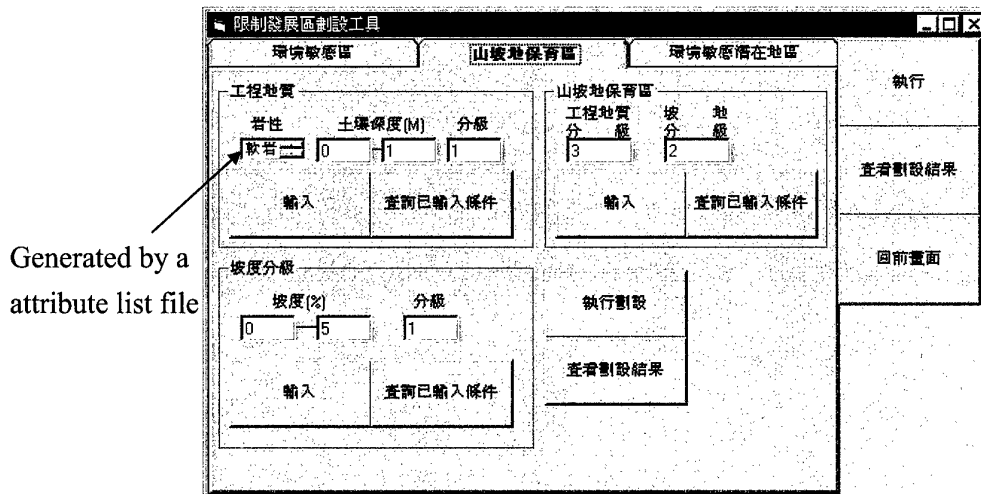 限制發展區劃設工具
環境敏感區
山坡地保育區
環境敏感潛在地區
執行
查看劃設結果
回前畫面
工程地質
岩性
土壤深度(M)
分級
軟岩
0
1
1
輸入
查詢已輸入條件
山坡地保育區
工程地質
分級
坡地
分級
3
2
輸入
查詢已輸入條件
坡度分級
坡度(%)
分級
0
5
1
輸入
查詢已輸入條件
執行劃設
查看劃設結果
Generated by a
attribute list file